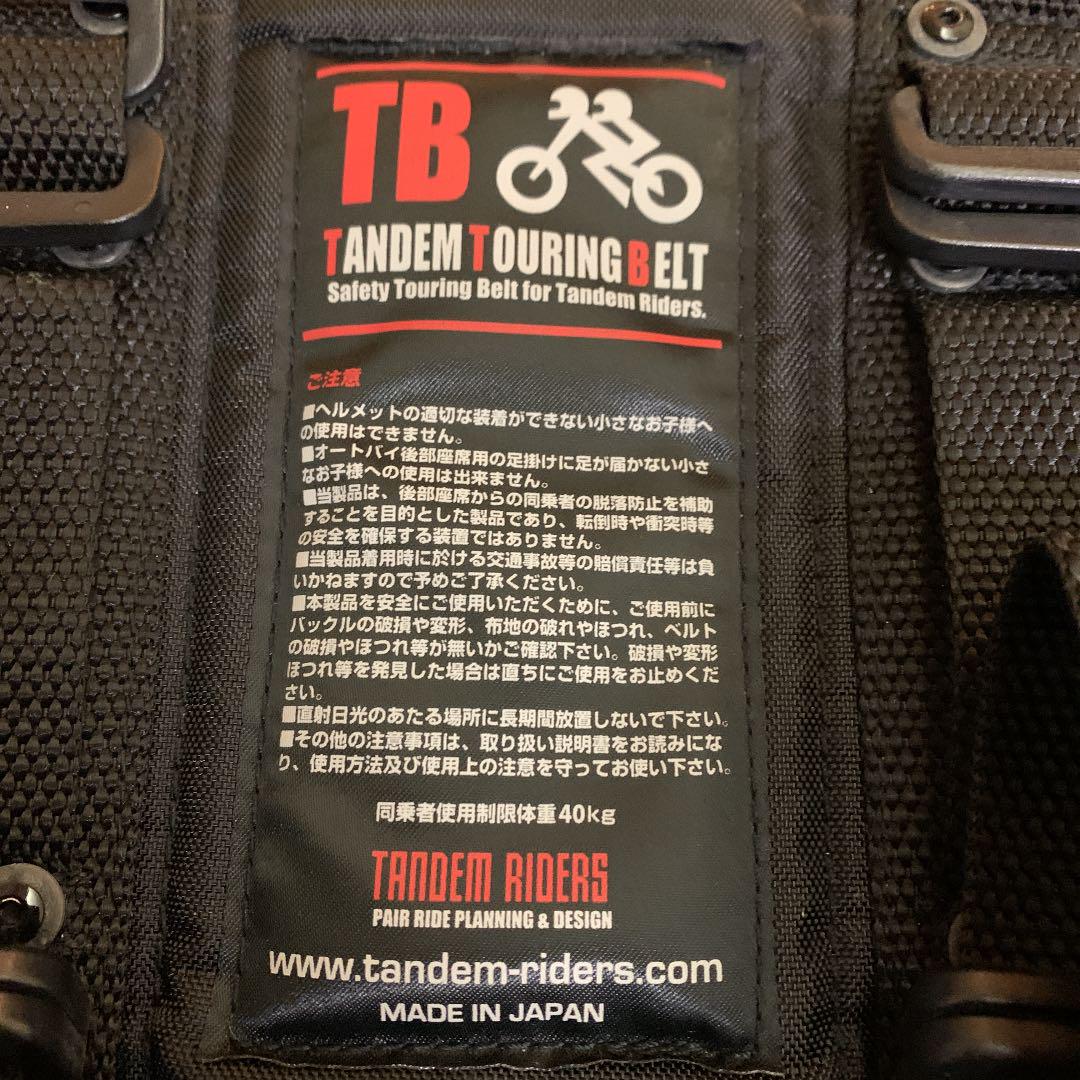 TB
TANDEM TOURING BELT
Safety Touring Belt for Tandem Riders.
ご注意
■ヘルメットの適切な装着ができない小さなお子様へ
の使用はできません。
■オートバイ後部座席用の足掛けに足が届かない小さ
なお子様への使用は出来ません。
■当製品は、後部座席からの同乗者の脱落防止を補助
することを目的とした製品であり、転倒時や衝突時等
の安全を確保する装置ではありません。
■当製品着用時に於ける交通事故等の賠償責任等は負
いかねますので予めご了承ください。
■本製品を安全にご使用いただくために、ご使用前に
バックルの破損や変形、布地の破れやほつれ、ベルト
の破損やほつれ等が無いかご確認下さい。破損や変形
ほつれ等を発見した場合は直ちにご使用をお止めくだ
さい。
■直射日光のあたる場所に長期間放置しないで下さい。
■その他の注意事項は、取り扱い説明書をお読みにな
り、使用方法及び使用上の注意を守ってお使い下さい。
同乗者使用制限体重40kg
TANDEM RIDERS
PAIR RIDE PLANNING & DESIGN
www.tandem-riders.com
MADE IN JAPAN